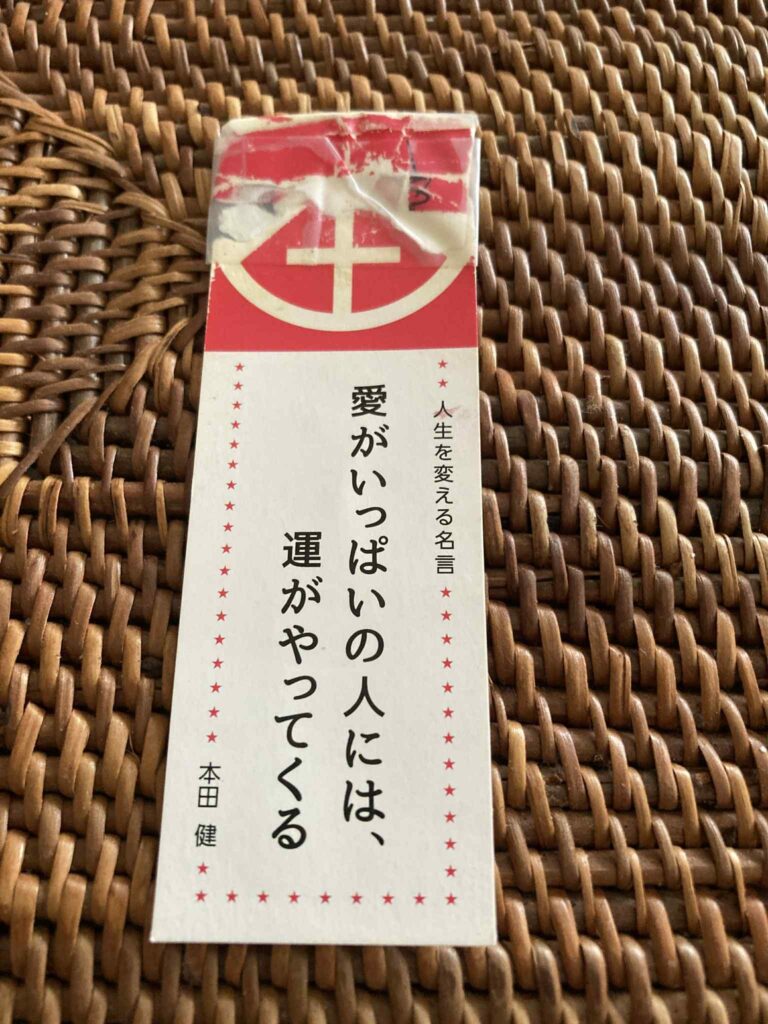 人生を変える名言
愛がいっぱいの人には、
運がやってくる
本田 健